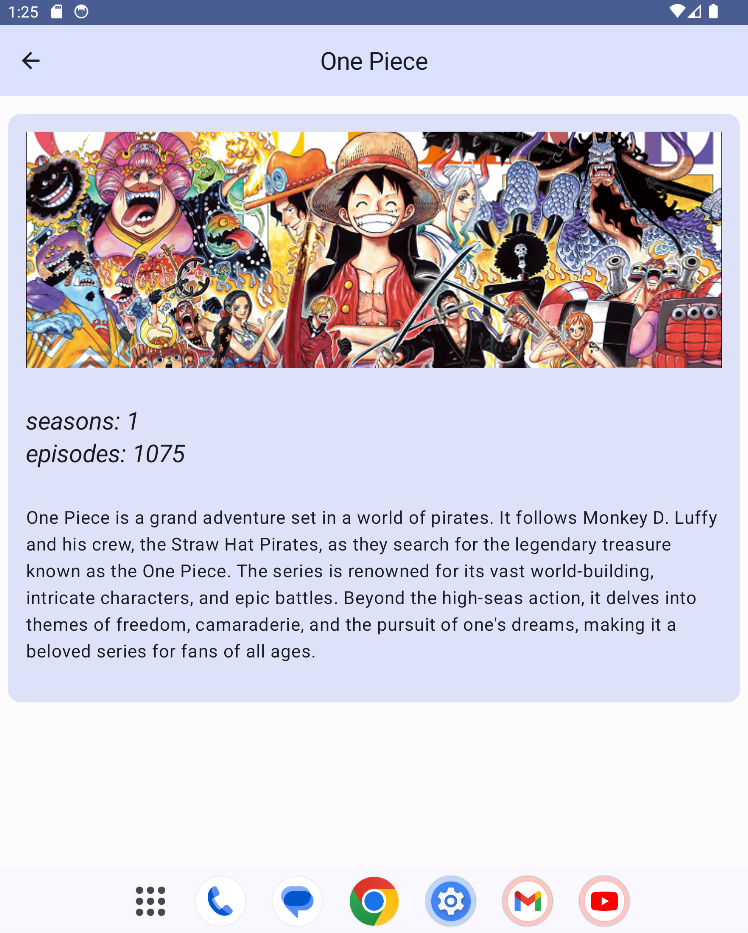 1:25
One Piece
seasons: 1
episodes: 1075
One Piece is a grand adventure set in a world of pirates. It follows Monkey D. Luffy
and his crew, the Straw Hat Pirates, as they search for the legendary treasure
known as the One Piece. The series is renowned for its vast world-building,
intricate characters, and epic battles. Beyond the high-seas action, it delves into
themes of freedom, camaraderie, and the pursuit of one's dreams, making it a
beloved series for fans of all ages.